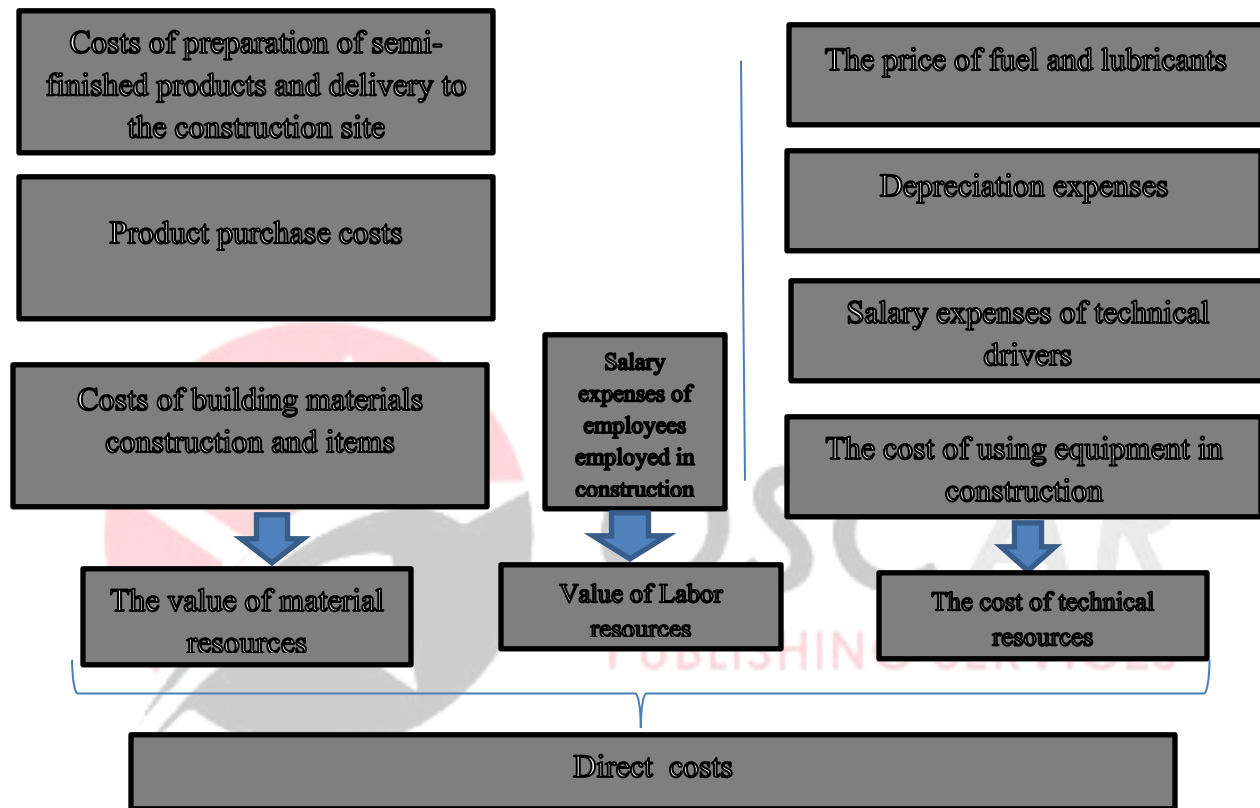 Costs of preparation of semi-
finished products and delivery to
the construction site
Product purchase costs
Costs of building materials
construction and items
The value of material
resources
Salary
expenses of
employees
employed in
construction
Value of Labor
resources
The price of fuel and lubricants
Depreciation expenses
Salary expenses of technical
drivers
The cost of using equipment in
construction
The cost of technical
resources
Direct costs
OSCAR
PUBLISHING SERVICES